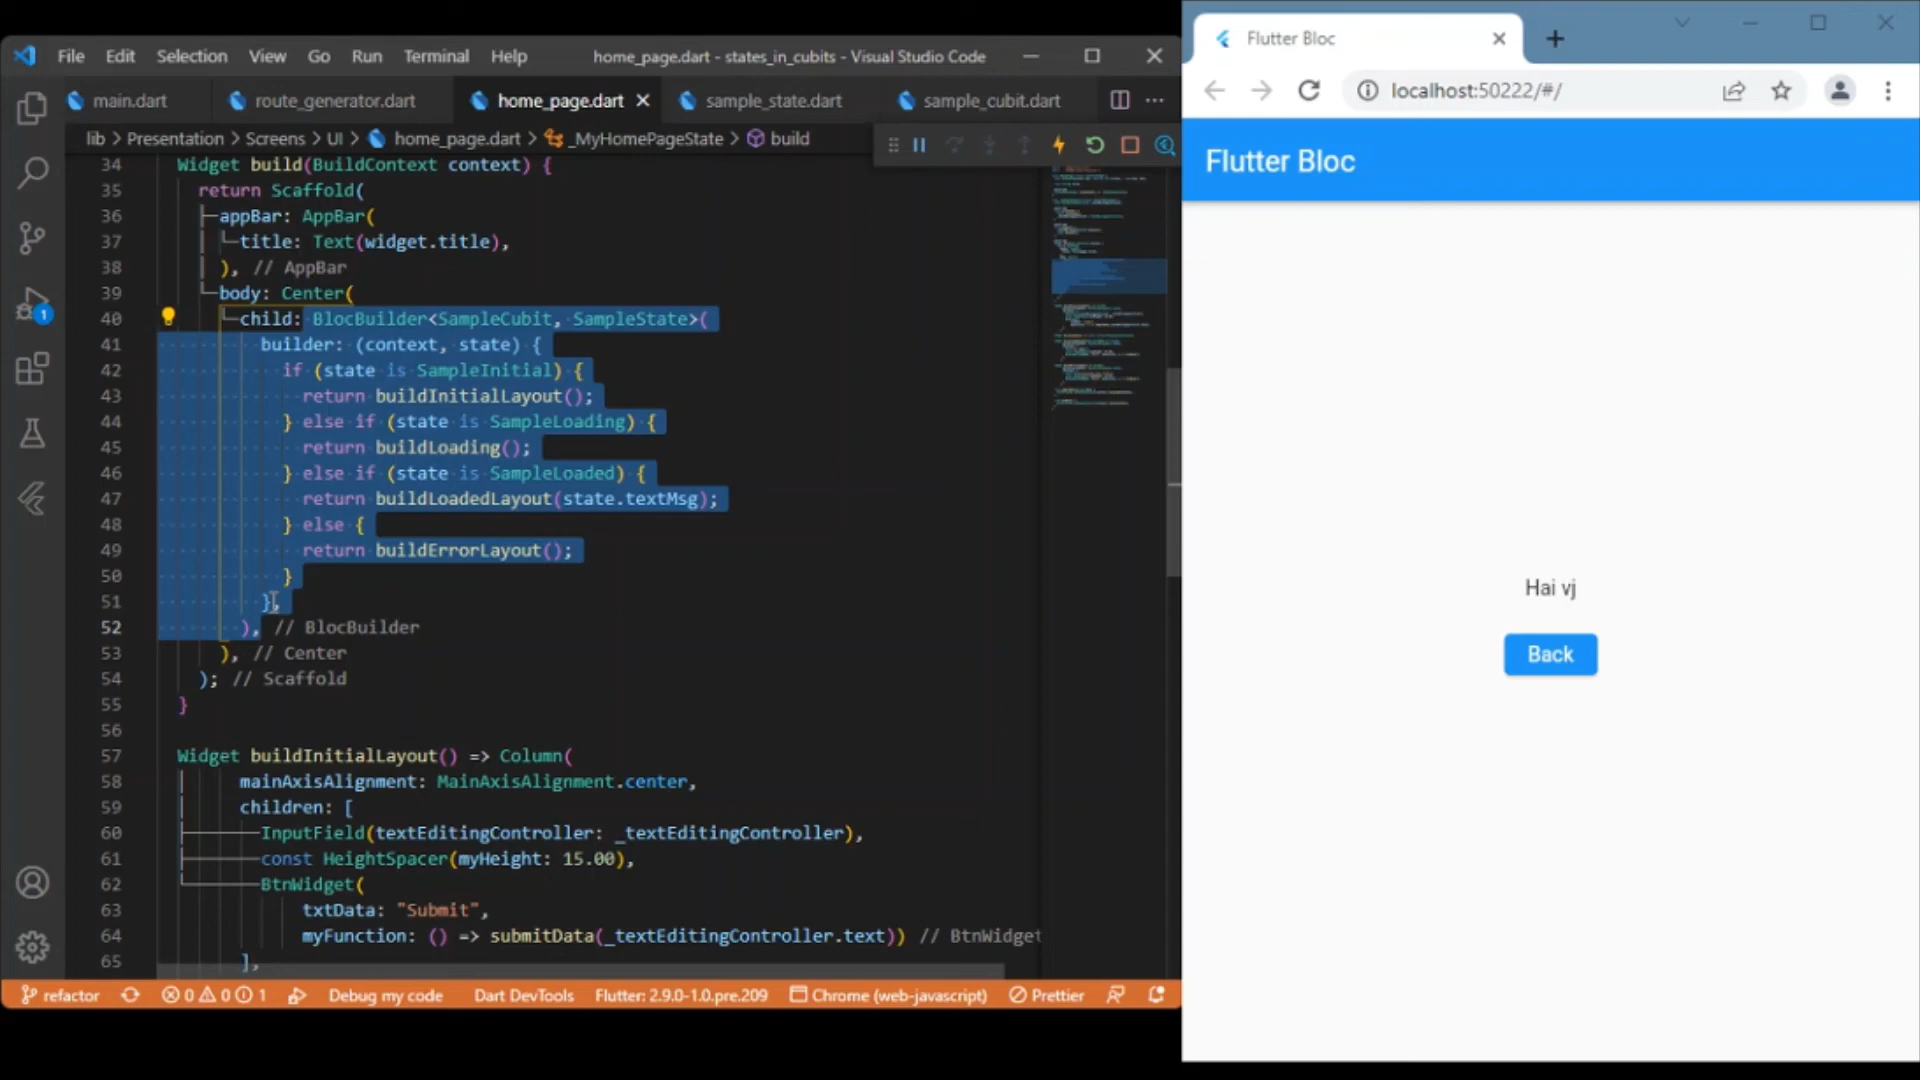 File Edit Selection View Go Run Terminal Help home_page.dart - states_in_cubits - Visual Studio Code
main.dart route_generator.dart home_page.dart sample_state.dart sample_cubit.dart
lib > Presentation > Screens > UI > home_page.dart > _MyHomePageState > build
34 Widget build(BuildContext context) {
35 return Scaffold(
36 appBar: AppBar(
37 title: Text(widget.title),
38 ), // AppBar
39 body: Center(
40 child: BlocBuilder<SampleCubit, SampleState>(
41 builder: (context, state) {
42 if (state is SampleInitial) {
43 return buildInitialLayout();
44 } else if (state is SampleLoading) {
45 return buildLoading();
46 } else if (state is SampleLoaded) {
47 return buildLoadedLayout(state.textMsg);
48 } else {
49 return buildErrorLayout();
50 }
51 },
52 ), // BlocBuilder
53 ), // Center
54 ); // Scaffold
55 }
56
57 Widget buildInitialLayout() => Column(
58 mainAxisAlignment: MainAxisAlignment.center,
59 children: [
60 InputField(textEditingController: _textEditingController),
61 const HeightSpacer(myHeight: 15.00),
62 BtnWidget(
63 txtData: "Submit",
64 myFunction: () => submitData(_textEditingController.text)) // BtnWidget
65 ],
1
refactor 0 0 1 Debug my code Dart DevTools Flutter: 2.9.0-1.0.pre.209 Chrome (web-javascript) Prettier
Flutter Bloc
localhost:50222/#/
Flutter Bloc
Hai vj
Back